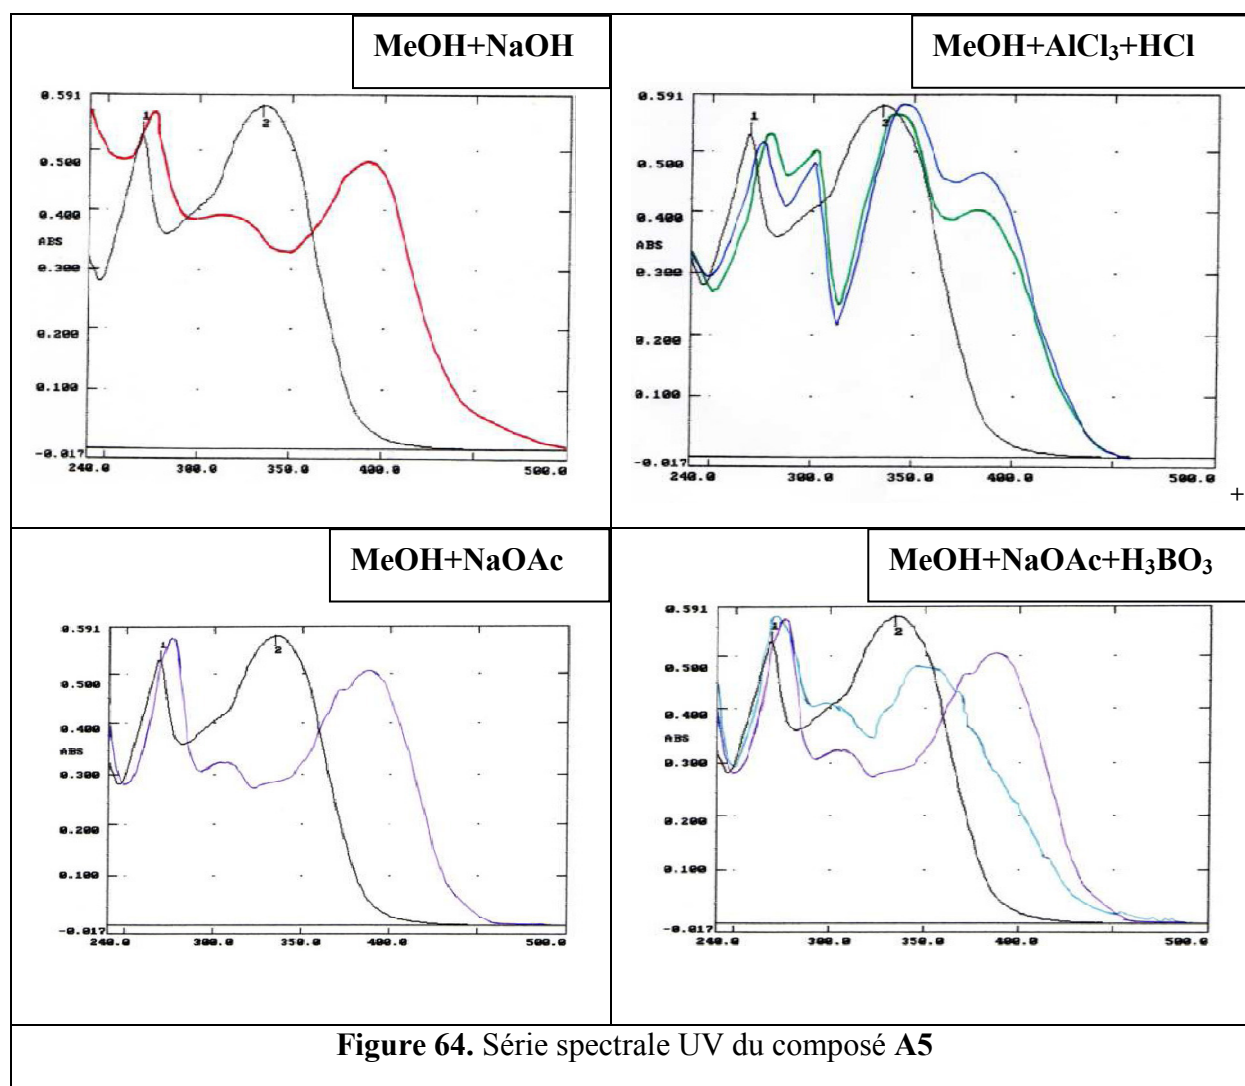 MeOH+NaOH
0.591
0.500
0.400
ABS
0.300
0.200
0.100
-0.017
240.0 300.0 350.0 400.0 500.0
1
2
MeOH+AlCl₃+HCl
0.591
0.500
0.400
ABS
0.300
0.200
0.100
-0.017
240.0 300.0 350.0 400.0 500.0
1
2
+
MeOH+NaOAc
0.591
0.500
0.400
ABS
0.300
0.200
0.100
-0.017
240.0 300.0 350.0 400.0 500.0
1
2
MeOH+NaOAc+H₃BO₃
0.591
0.500
0.400
ABS
0.300
0.200
0.100
-0.017
240.0 300.0 350.0 400.0 500.0
1
2
Figure 64. Série spectrale UV du composé A5